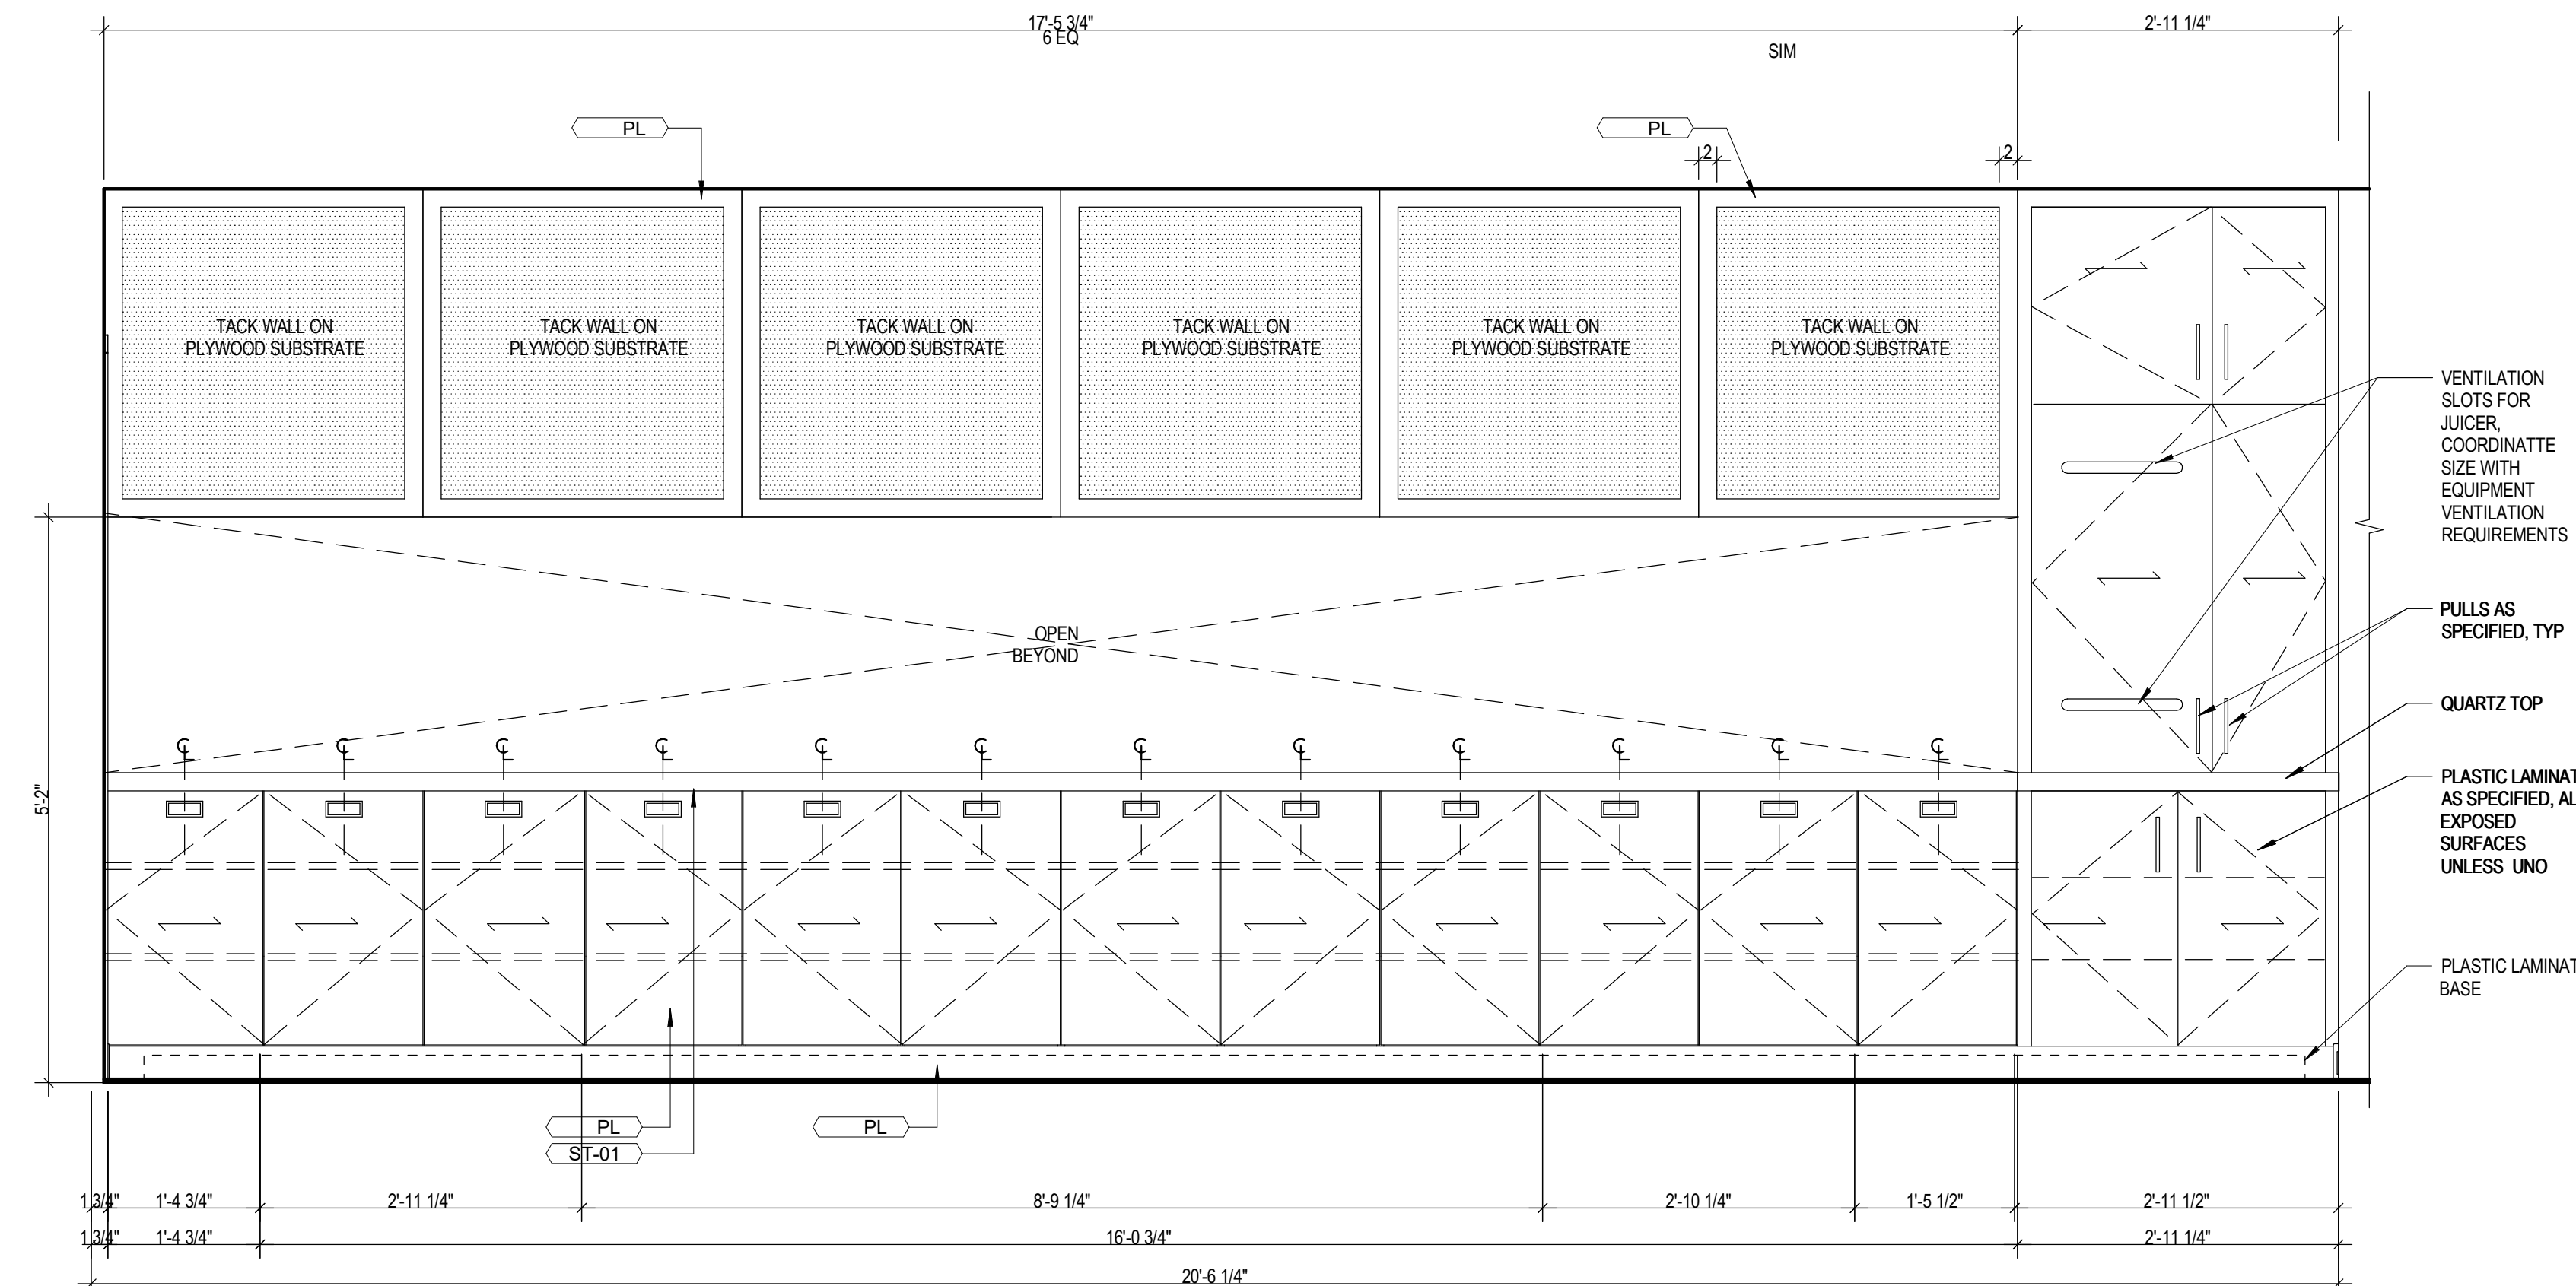 17'-5 3/4"
6 EQ
2'-11 1/4"
SIM
PL
PL
2
2
TACK WALL ON
PLYWOOD SUBSTRATE
TACK WALL ON
PLYWOOD SUBSTRATE
TACK WALL ON
PLYWOOD SUBSTRATE
TACK WALL ON
PLYWOOD SUBSTRATE
TACK WALL ON
PLYWOOD SUBSTRATE
TACK WALL ON
PLYWOOD SUBSTRATE
VENTILATION
SLOTS FOR
JUICER,
COORDINATTE
SIZE WITH
EQUIPMENT
VENTILATION
REQUIREMENTS
PULLS AS
SPECIFIED, TYP
OPEN
BEYOND
QUARTZ TOP
℄ ℄ ℄ ℄ ℄ ℄ ℄ ℄ ℄ ℄ ℄ ℄
5'-2"
PLASTIC LAMINAT
AS SPECIFIED, AL
EXPOSED
SURFACES
UNLESS UNO
PLASTIC LAMINAT
BASE
PL
ST-01
PL
1 3/4" 1'-4 3/4" 2'-11 1/4" 8'-9 1/4" 2'-10 1/4" 1'-5 1/2" 2'-11 1/2"
1 3/4" 1'-4 3/4" 16'-0 3/4" 2'-11 1/4"
20'-6 1/4"